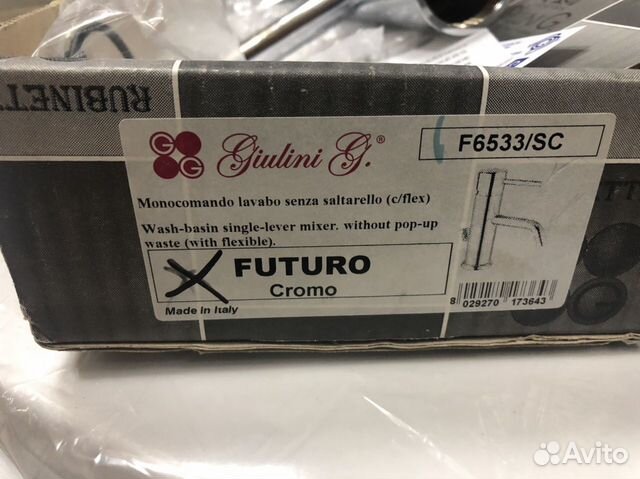 RUBINETT
GG
Giulini G.®
F6533/SC
Monocomando lavabo senza saltarello (c/flex)
Wash-basin single-lever mixer. without pop-up
waste (with flexible).
FUTURO
Cromo
Made in Italy
8 029270 173643
Avito